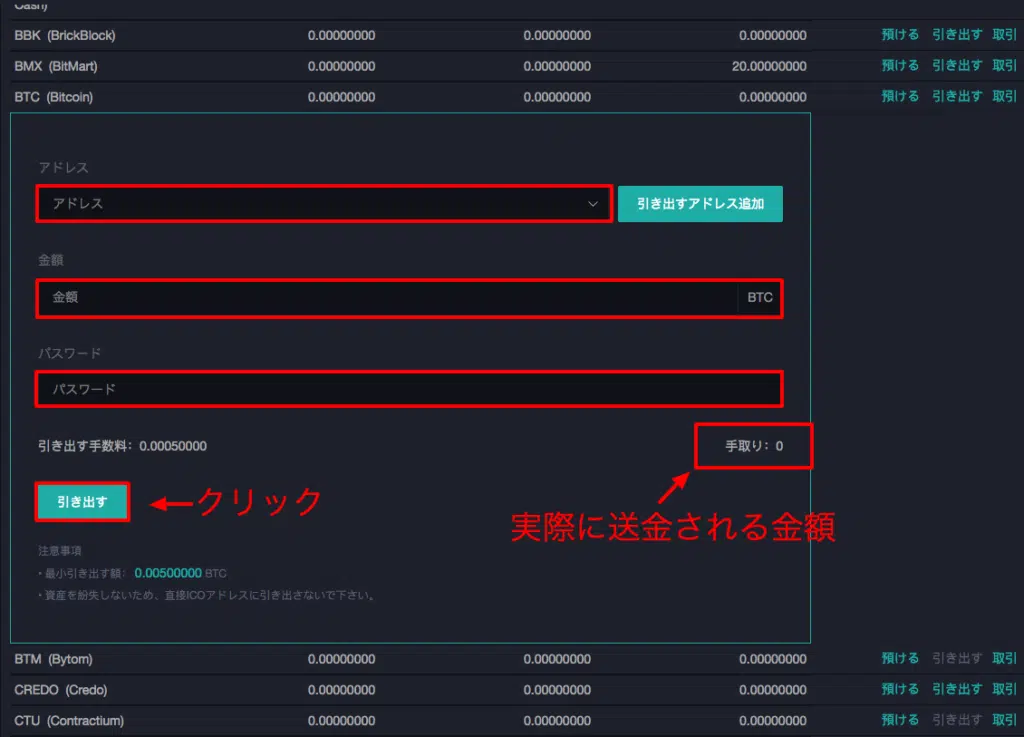 Cash)
BBK (BrickBlock) 0.00000000 0.00000000 0.00000000 預ける 引き出す 取引
BMX (BitMart) 0.00000000 0.00000000 20.00000000 預ける 引き出す 取引
BTC (Bitcoin) 0.00000000 0.00000000 0.00000000 預ける 引き出す 取引
アドレス
アドレス 引き出すアドレス追加
金額
金額 BTC
パスワード
パスワード
引き出す手数料: 0.00050000 手取り: 0
引き出す ←クリック
実際に送金される金額
注意事項
・最小引き出す額: 0.00500000 BTC
・資産を紛失しないため、直接ICOアドレスに引き出さないで下さい。
BTM (Bytom) 0.00000000 0.00000000 0.00000000 預ける 引き出す 取引
CREDO (Credo) 0.00000000 0.00000000 0.00000000 預ける 引き出す 取引
CTU (Contractium) 0.00000000 0.00000000 0.00000000 預ける 引き出す 取引